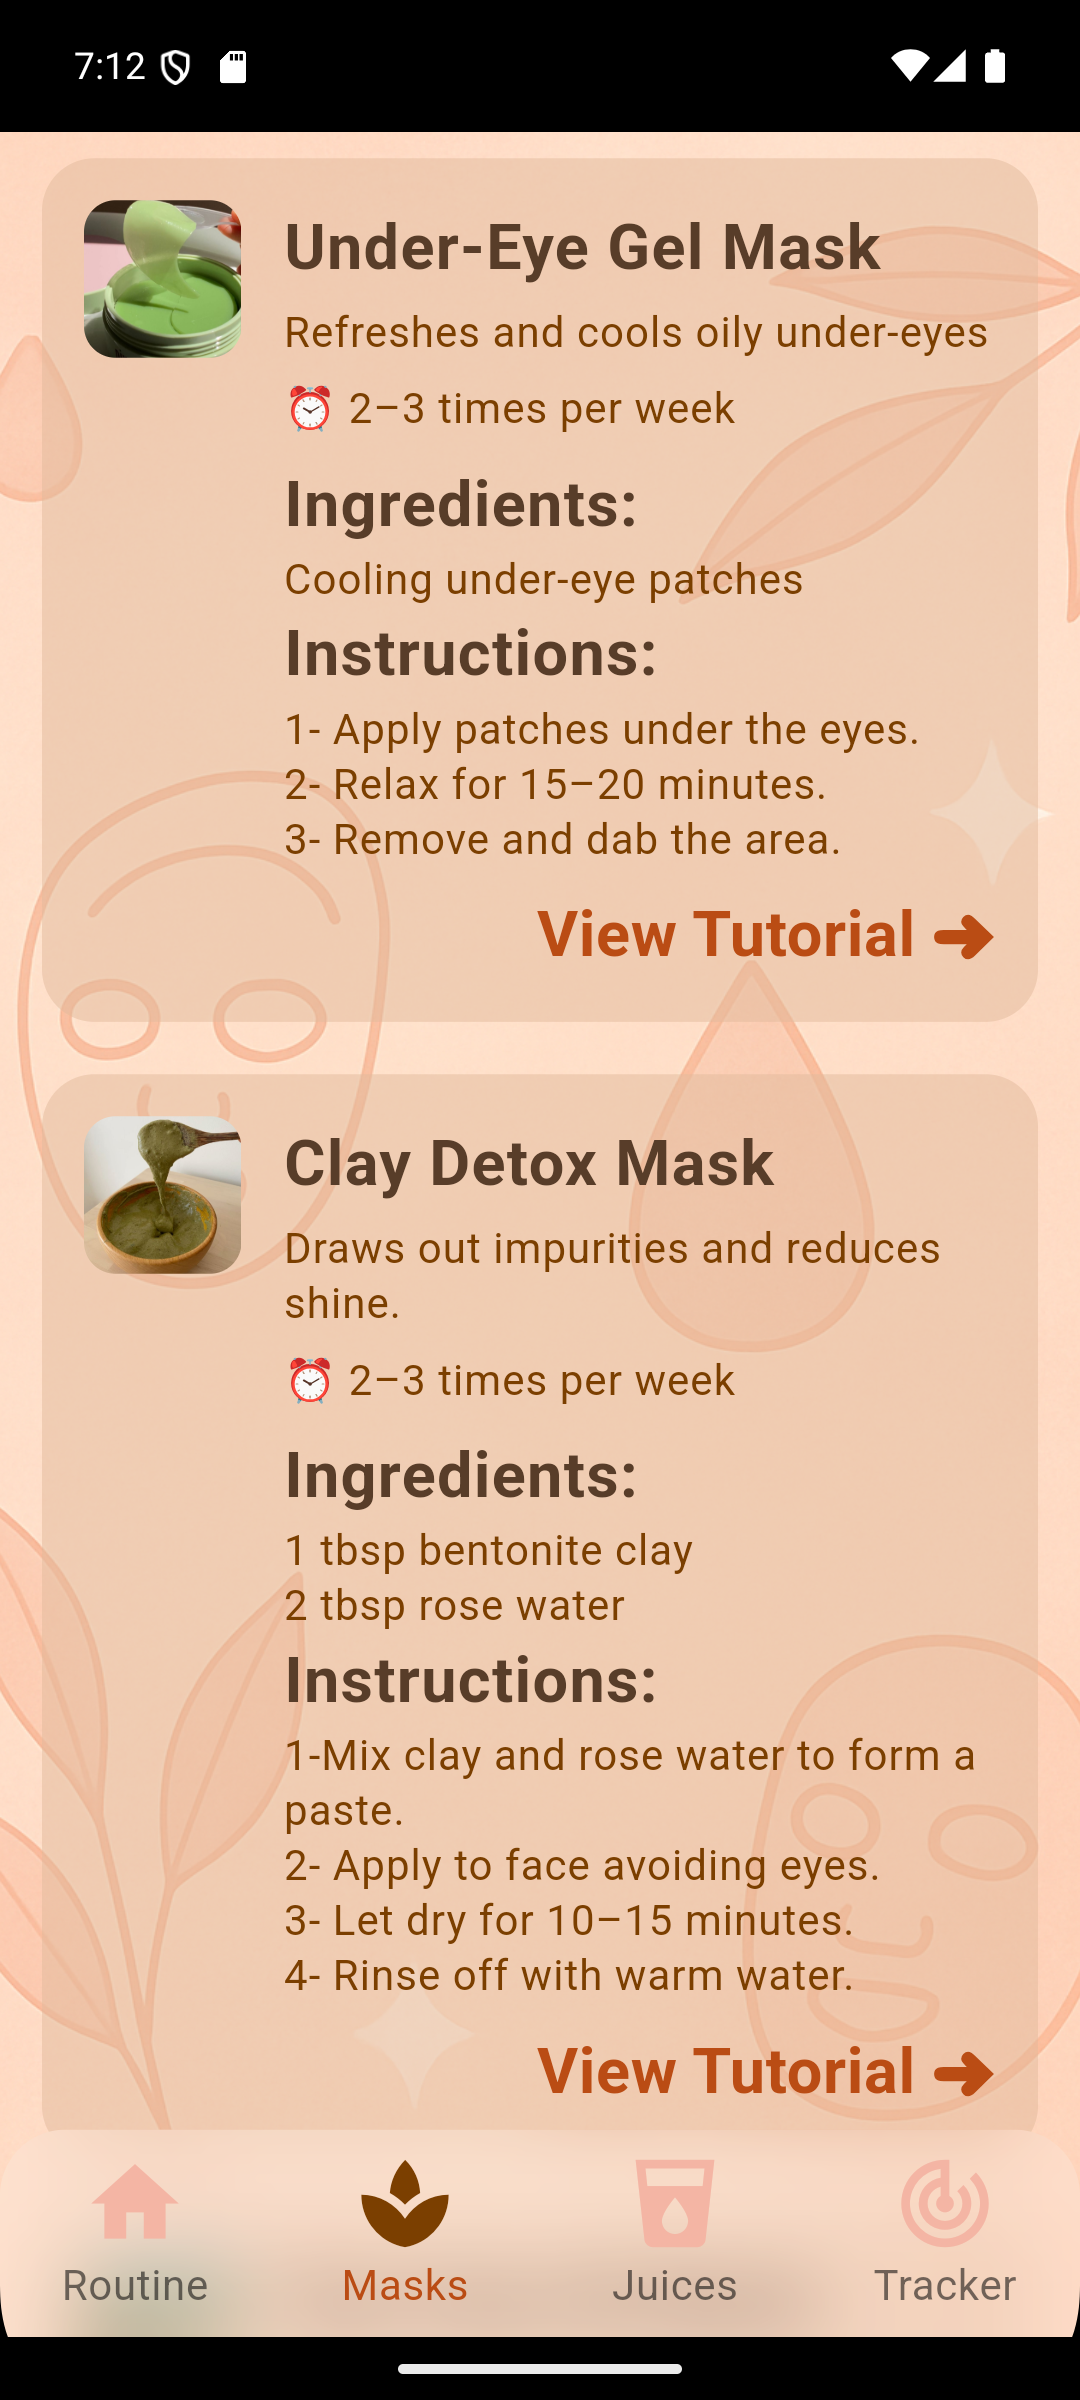 7:12
Under-Eye Gel Mask
Refreshes and cools oily under-eyes
⏰ 2–3 times per week
Ingredients:
Cooling under-eye patches
Instructions:
1- Apply patches under the eyes.
2- Relax for 15–20 minutes.
3- Remove and dab the area.
View Tutorial ➔
Clay Detox Mask
Draws out impurities and reduces
shine.
⏰ 2–3 times per week
Ingredients:
1 tbsp bentonite clay
2 tbsp rose water
Instructions:
1-Mix clay and rose water to form a
paste.
2- Apply to face avoiding eyes.
3- Let dry for 10–15 minutes.
4- Rinse off with warm water.
View Tutorial ➔
Routine Masks Juices Tracker